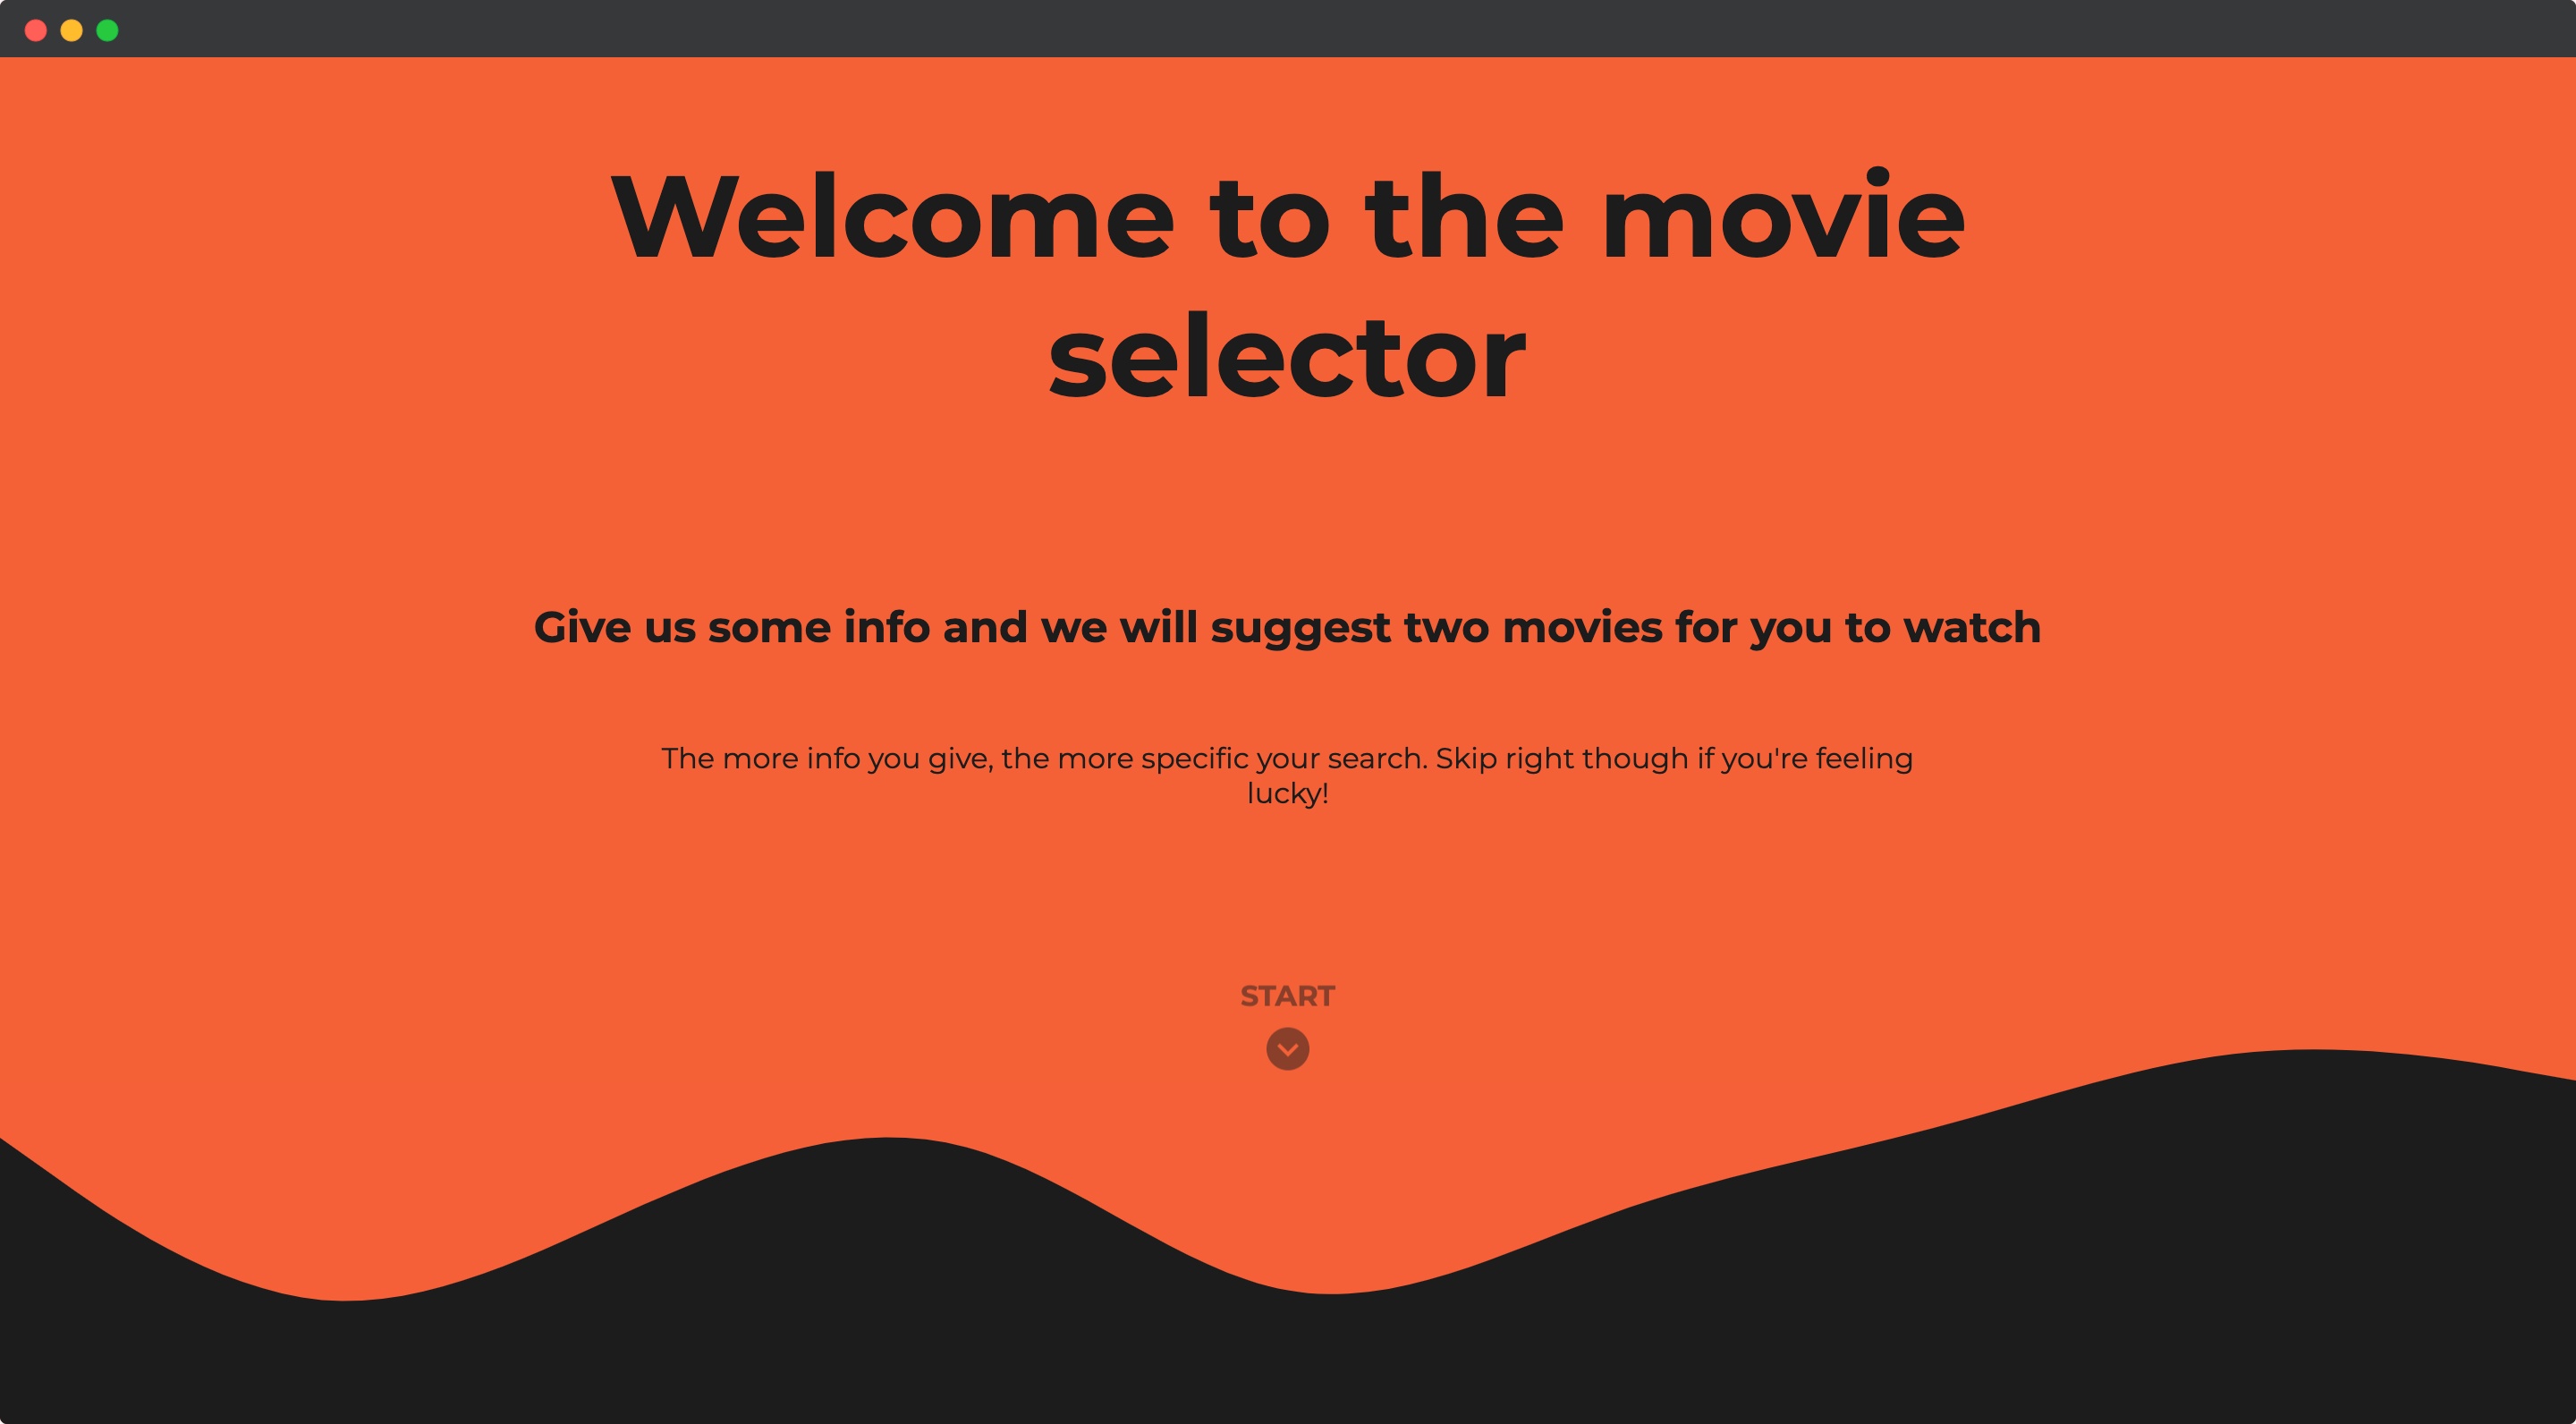 Welcome to the movie
selector
Give us some info and we will suggest two movies for you to watch
The more info you give, the more specific your search. Skip right though if you're feeling
lucky!
START